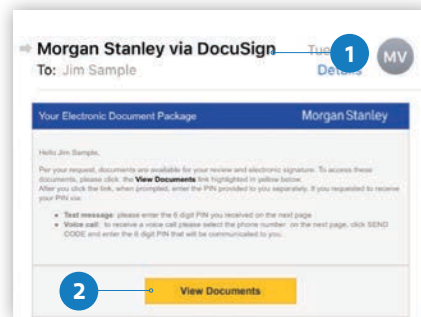 Morgan Stanley via DocuSign
Tue
1
MV
To: Jim Sample
Details
Your Electronic Document Package
Morgan Stanley
Hello Jim Sample,
Per your request, documents are available for your review and electronic signature. To access these
documents, please click the View Documents link highlighted in yellow below.
After you click the link, when prompted, enter the PIN provided to you separately. If you requested to receive
your PIN via:
• Text message: please enter the 6 digit PIN you received on the next page
• Voice call: to receive a voice call please select the phone number on the next page, click SEND
CODE and enter the 6 digit PIN that will be communicated to you.
2
View Documents